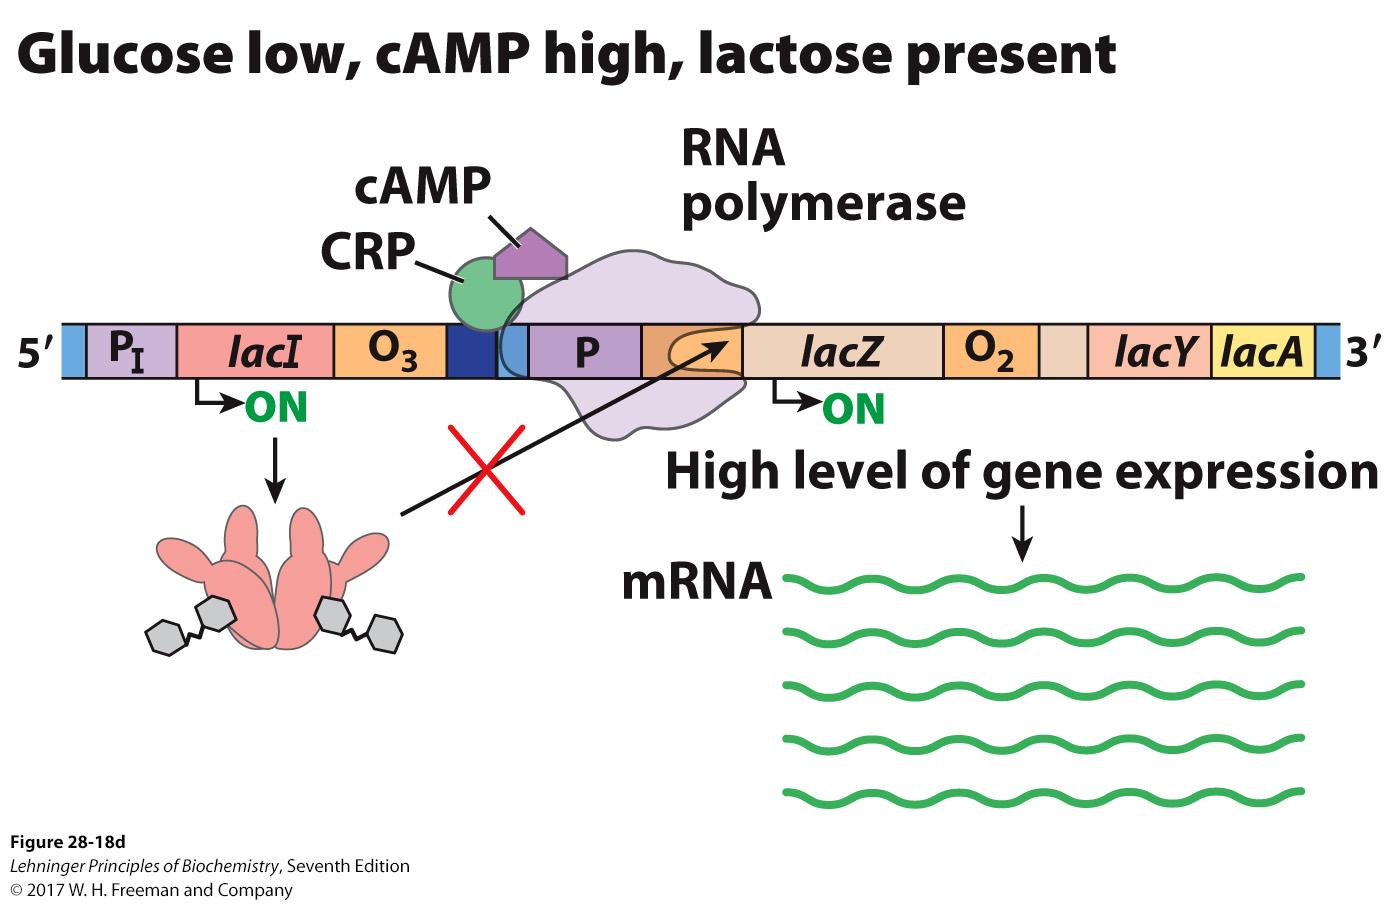 Glucose low, cAMP high, lactose present
RNA
polymerase
cAMP
CRP
5′ P_I lacI O₃ P lacZ O₂ lacY lacA 3′
ON
ON
High level of gene expression
mRNA
Figure 28-18d
Lehninger Principles of Biochemistry, Seventh Edition
© 2017 W. H. Freeman and Company